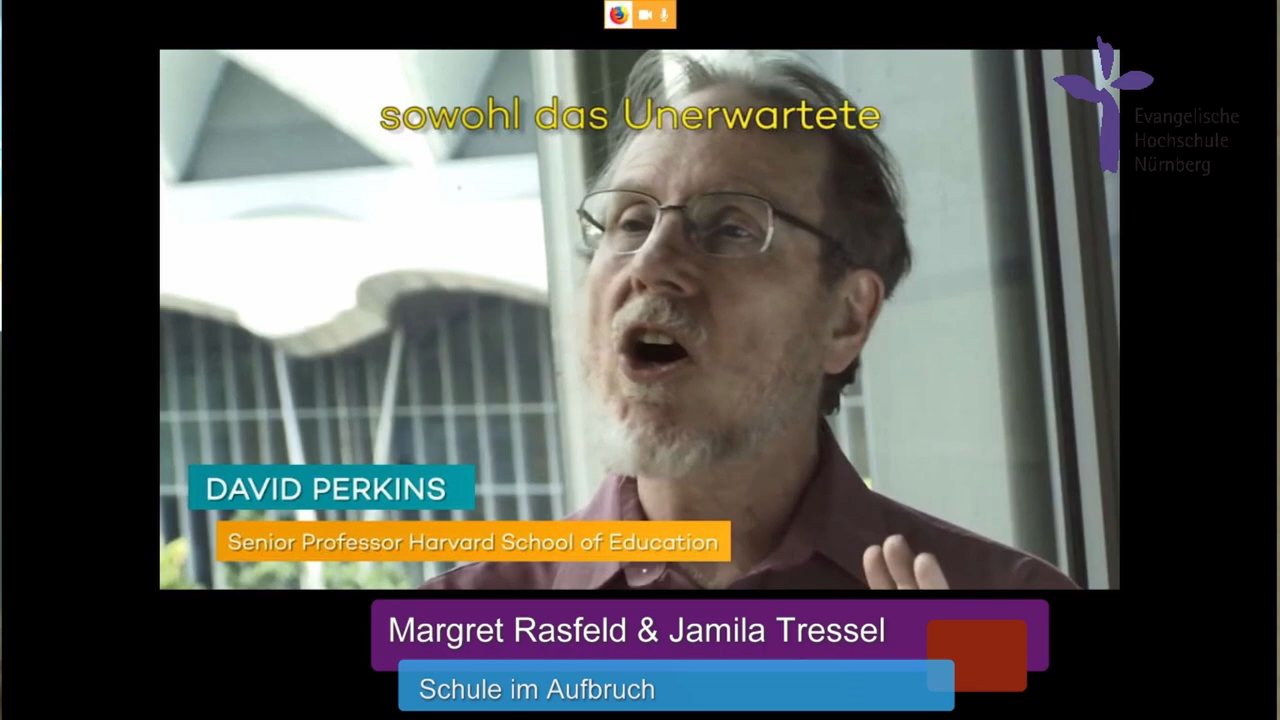 sowohl das Unerwartete
Evangelische
Hochschule
Nürnberg
DAVID PERKINS
Senior Professor Harvard School of Education
Margret Rasfeld & Jamila Tressel
Schule im Aufbruch